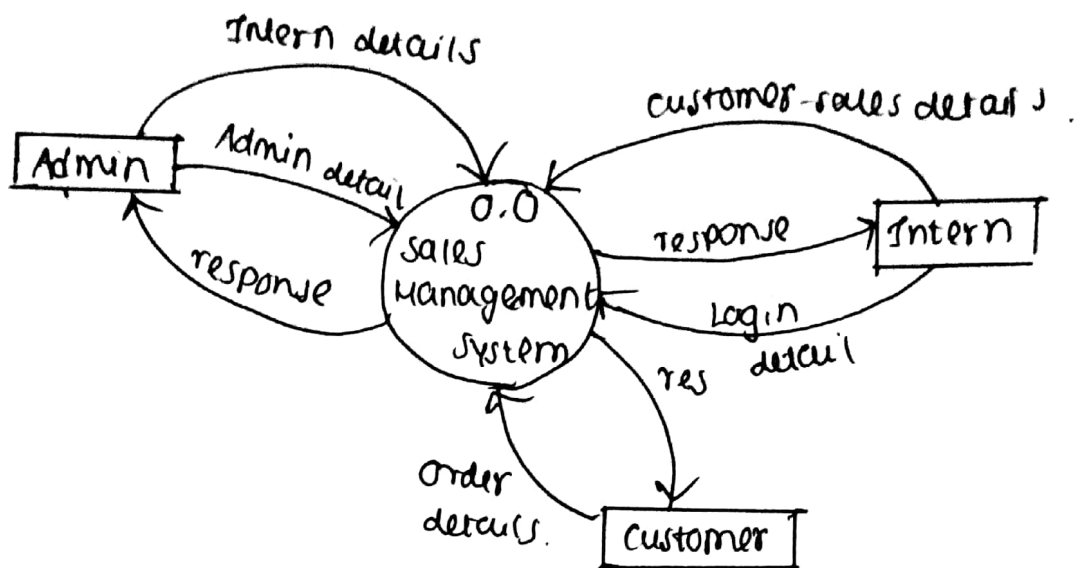 Intern details
customer-sales details.
Admin
Admin detail
0.0
sales
Management
system
response
response
Intern
Login
detail
res
order
details.
customer